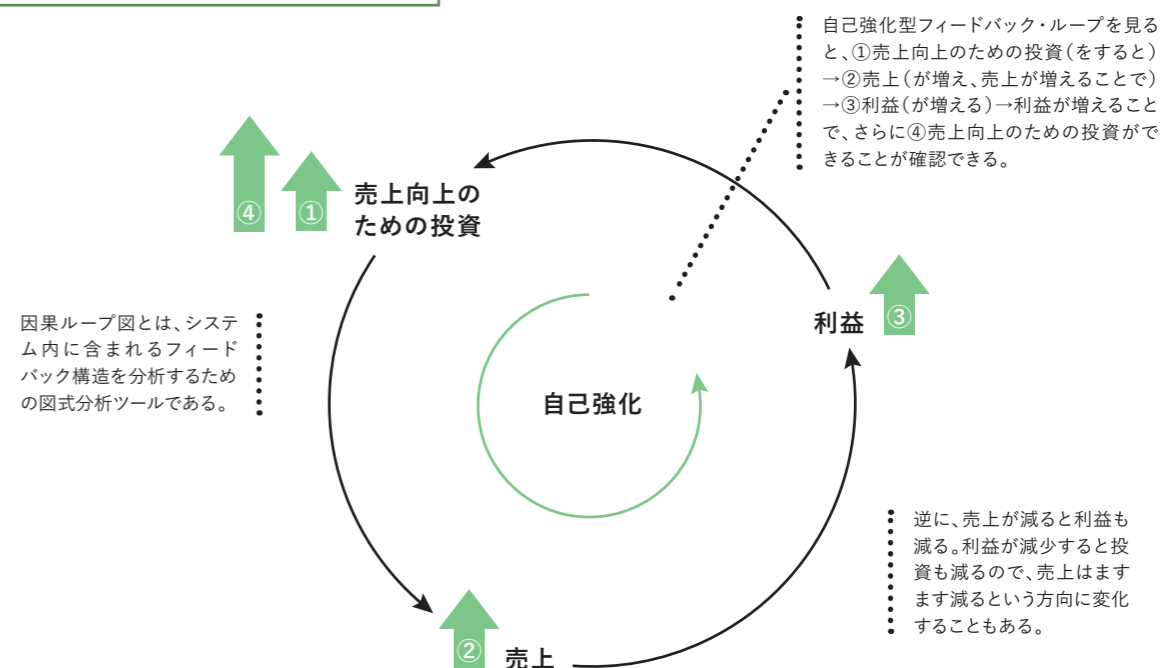 自己強化型フィードバック・ループを見る
と、①売上向上のための投資(をすると)
→②売上(が増え、売上が増えることで)
→③利益(が増える)→利益が増えること
で、さらに④売上向上のための投資がで
きることが確認できる。
④
①
売上向上の
ための投資
利益
③
因果ループ図とは、システ
ム内に含まれるフィード
バック構造を分析するため
の図式分析ツールである。
自己強化
逆に、売上が減ると利益も
減る。利益が減少すると投
資も減るので、売上はます
ます減るという方向に変化
することもある。
②
売上